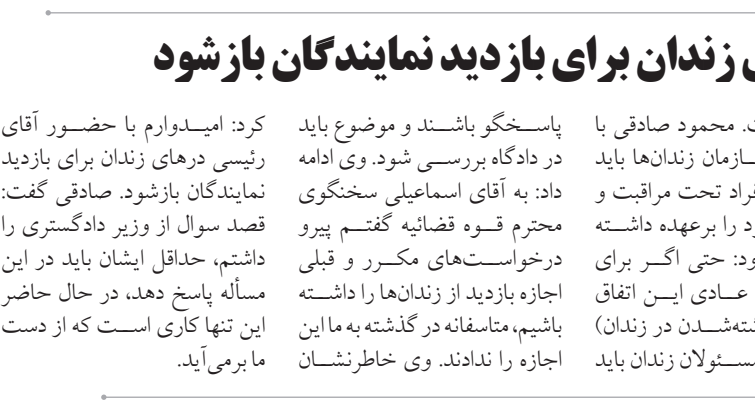 زندان برای بازدید نمایندگان بازشود
محمود صادقی با
سازمان زندان‌ها باید
تحت مراقبت و
را برعهده داشته
حتی اگر برای
عادی این اتفاق
در زندان)
مسئولان زندان باید
پاسخگو باشند و موضوع باید
در دادگاه بررسی شود. وی ادامه
داد: به آقای اسماعیلی سخنگوی
محترم قوه قضائیه گفتم پیرو
درخواست‌های مکرر و قبلی
اجازه بازدید از زندان‌ها را داشته
باشیم، متاسفانه در گذشته به ما این
اجازه را ندادند. وی خاطرنشان
کرد: امیدوارم با حضور آقای
رئیسی درهای زندان برای بازدید
نمایندگان بازشود. صادقی گفت:
قصد سوال از وزیر دادگستری را
داشتم، حداقل ایشان باید در این
مسأله پاسخ دهد، در حال حاضر
این تنها کاری است که از دست
ما برمی‌آید.